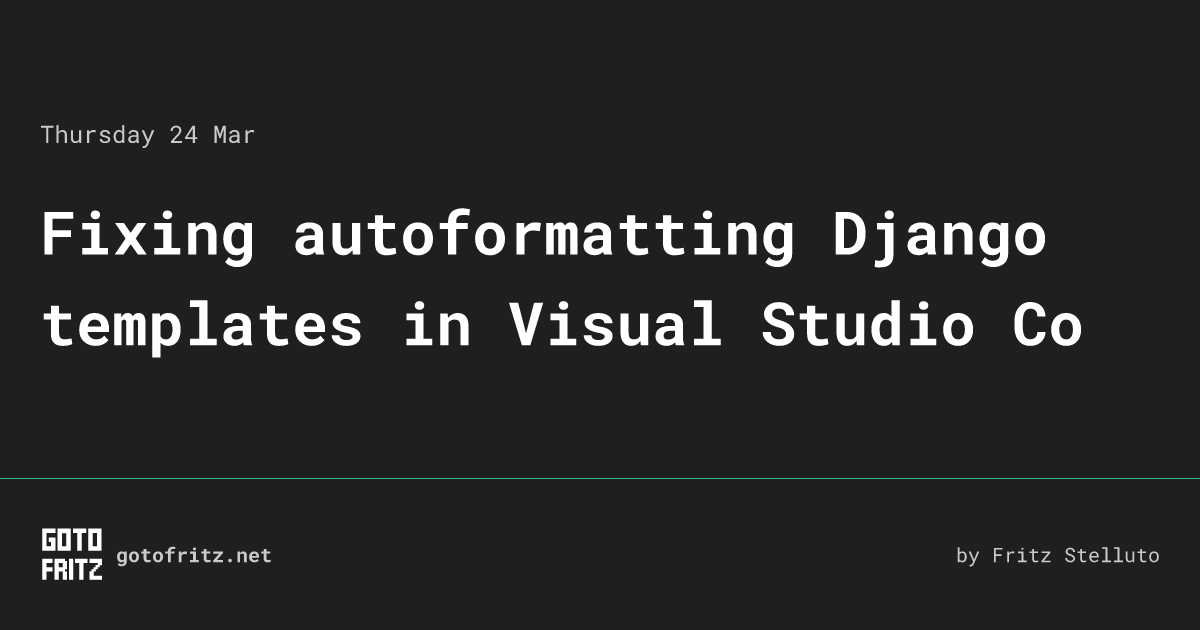 Thursday 24 Mar
Fixing autoformatting Django
templates in Visual Studio Co
GOTO
FRITZ
gotofritz.net
by Fritz Stelluto